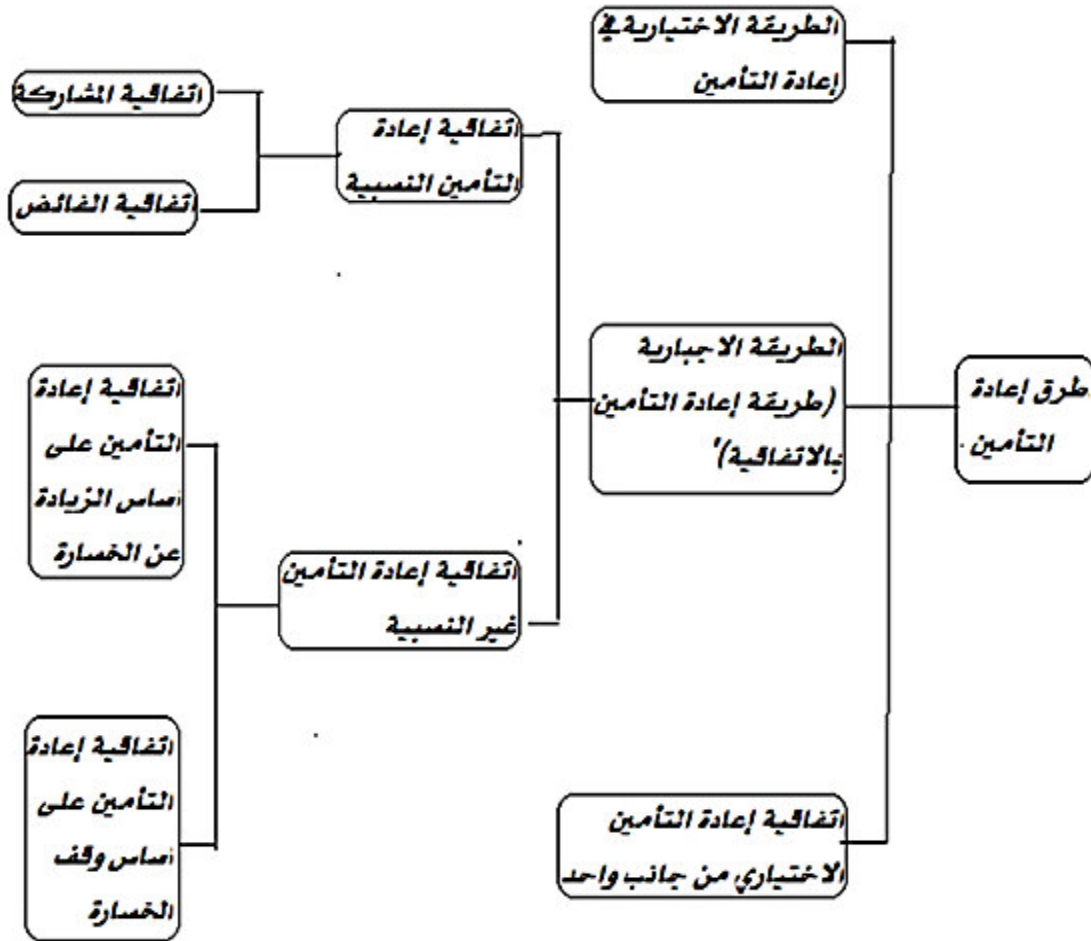 طرق إعادة
التأمين .
الطريقة الاختيارية في
إعادة التأمين
الطريقة الاجبارية
(طريقة إعادة التأمين
بالاتفاقية)'
اتفاقية إعادة التأمين
الاختياري من جانب واحد
اتفاقية إعادة
التأمين النسبية
اتفاقية إعادة التأمين
غير النسبية
اتفاقية المشاركة
اتفاقية الفائض
اتفاقية إعادة
التأمين على
أساس الزيادة
عن الخسارة
اتفاقية إعادة
التأمين على
أساس وقف
الخسارة